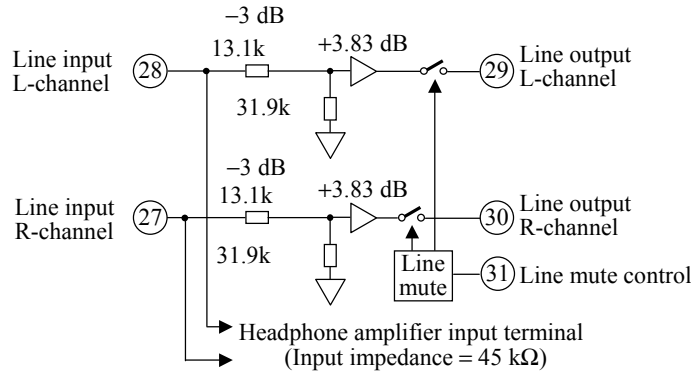 −3 dB
13.1k
+3.83 dB
Line input
L-channel
28
29
Line output
L-channel
31.9k
−3 dB
13.1k
+3.83 dB
Line input
R-channel
27
30
Line output
R-channel
31.9k
Line
mute
31
Line mute control
Headphone amplifier input terminal
(Input impedance = 45 kΩ)